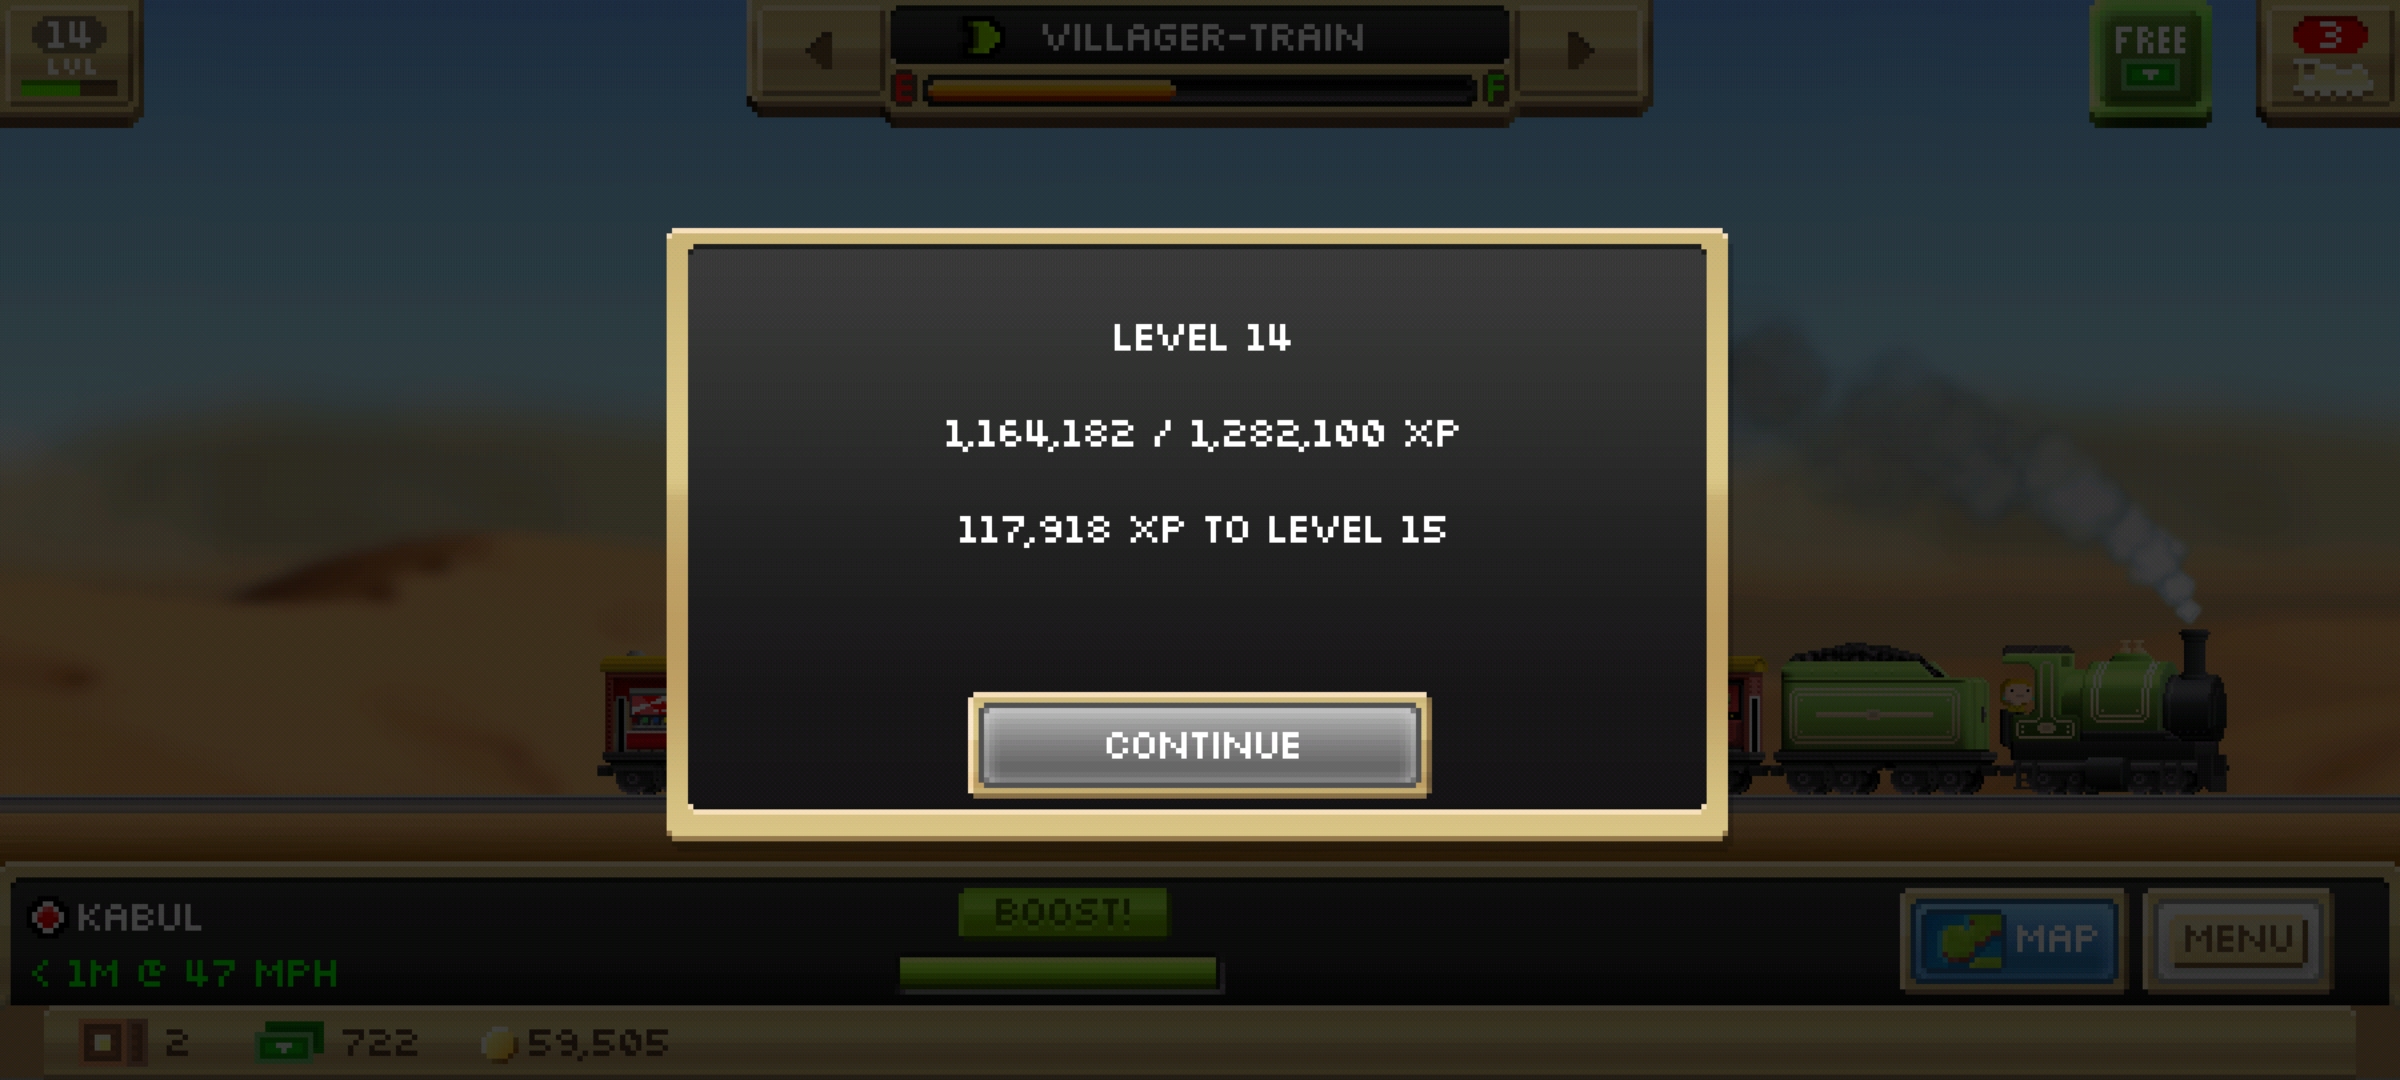 14
LVL
VILLAGER-TRAIN
E F
FREE
3
LEVEL 14
1,164,182 / 1,282,100 XP
117,918 XP TO LEVEL 15
CONTINUE
KABUL
< 1M @ 47 MPH
BOOST!
MAP
MENU
2
722
59,505